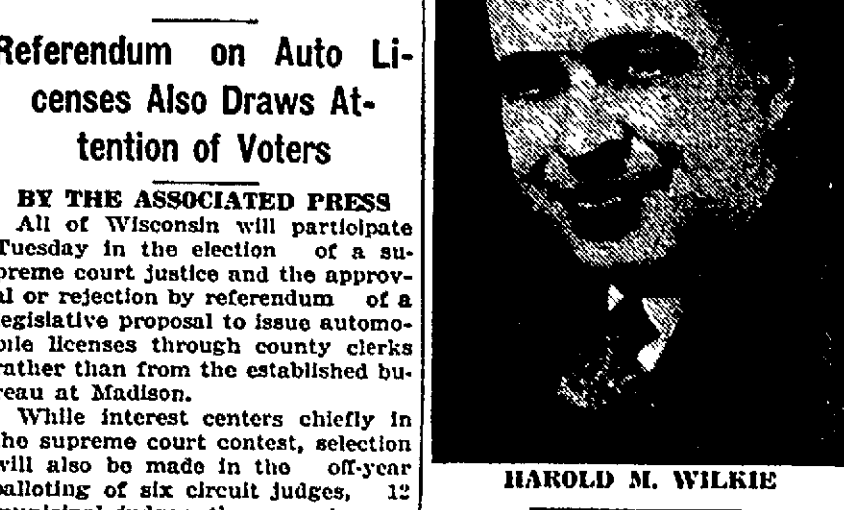 Referendum on Auto Li-
censes Also Draws At-
tention of Voters
BY THE ASSOCIATED PRESS
All of Wisconsin will participate
Tuesday in the election of a su-
preme court justice and the approv-
al or rejection by referendum of a
legislative proposal to issue automo-
bile licenses through county clerks
rather than from the established bu-
reau at Madison.
While interest centers chiefly in
the supreme court contest, selection
will also be made in the off-year
balloting of six circuit judges, 12
HAROLD M. WILKIE